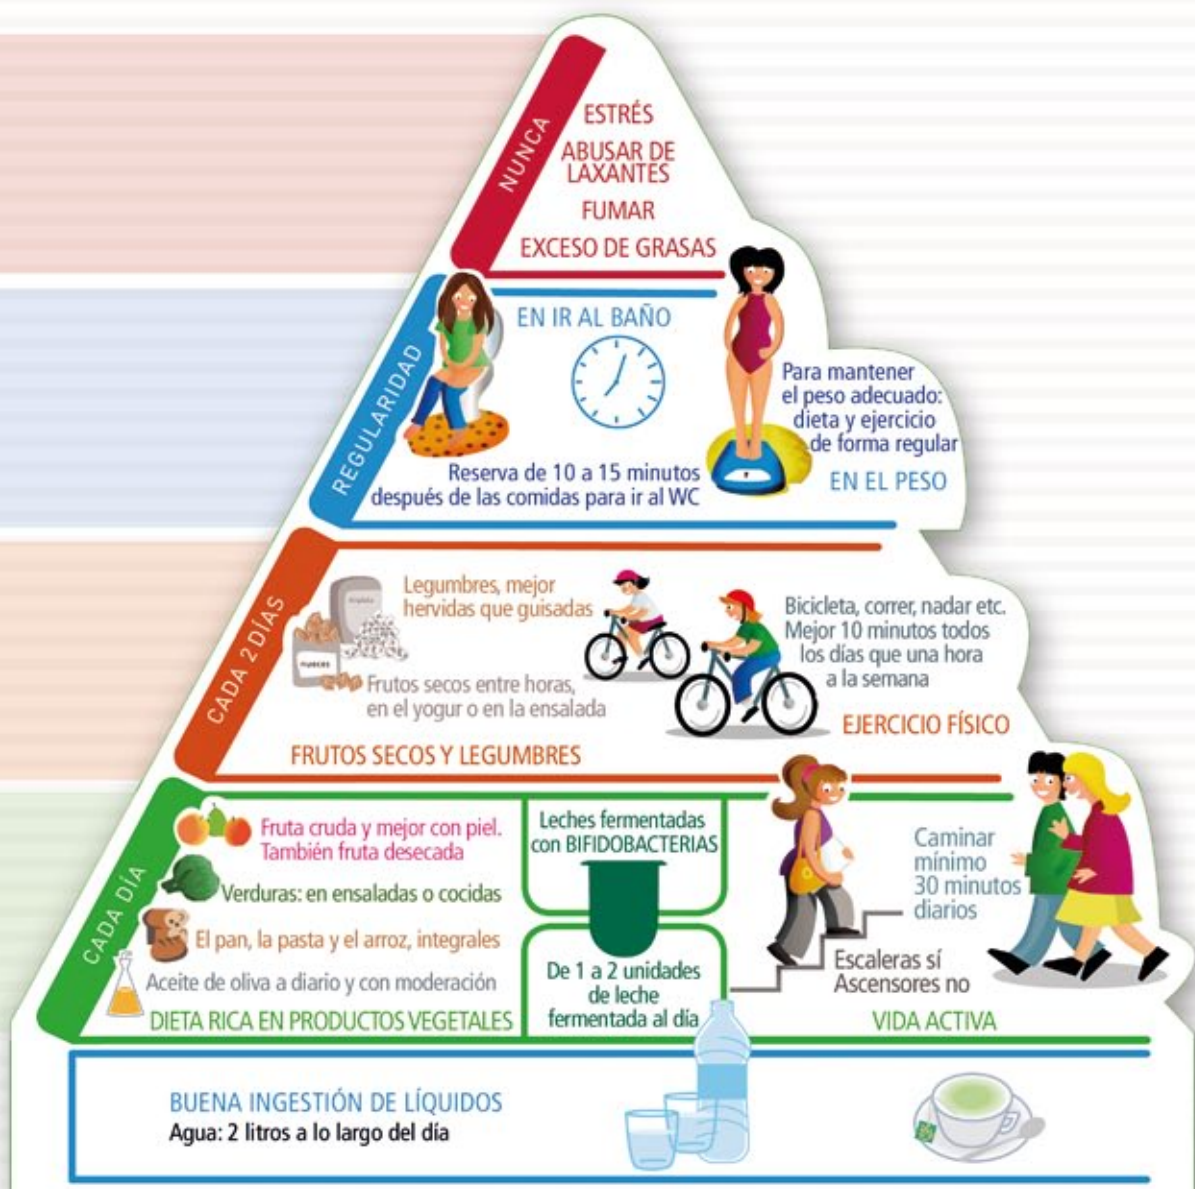 NUNCA
ESTRÉS
ABUSAR DE
LAXANTES
FUMAR
EXCESO DE GRASAS
REGULARIDAD
EN IR AL BAÑO
Reserva de 10 a 15 minutos
después de las comidas para ir al WC
Para mantener
el peso adecuado:
dieta y ejercicio
de forma regular
EN EL PESO
CADA 2 DÍAS
Legumbres, mejor
hervidas que guisadas
nueces
Frutos secos entre horas,
en el yogur o en la ensalada
FRUTOS SECOS Y LEGUMBRES
Bicicleta, correr, nadar etc.
Mejor 10 minutos todos
los días que una hora
a la semana
EJERCICIO FÍSICO
CADA DÍA
Fruta cruda y mejor con piel.
También fruta desecada
Verduras: en ensaladas o cocidas
El pan, la pasta y el arroz, integrales
Aceite de oliva a diario y con moderación
DIETA RICA EN PRODUCTOS VEGETALES
Leches fermentadas
con BIFIDOBACTERIAS
De 1 a 2 unidades
de leche
fermentada al día
Caminar
mínimo
30 minutos
diarios
Escaleras sí
Ascensores no
VIDA ACTIVA
BUENA INGESTIÓN DE LÍQUIDOS
Agua: 2 litros a lo largo del día